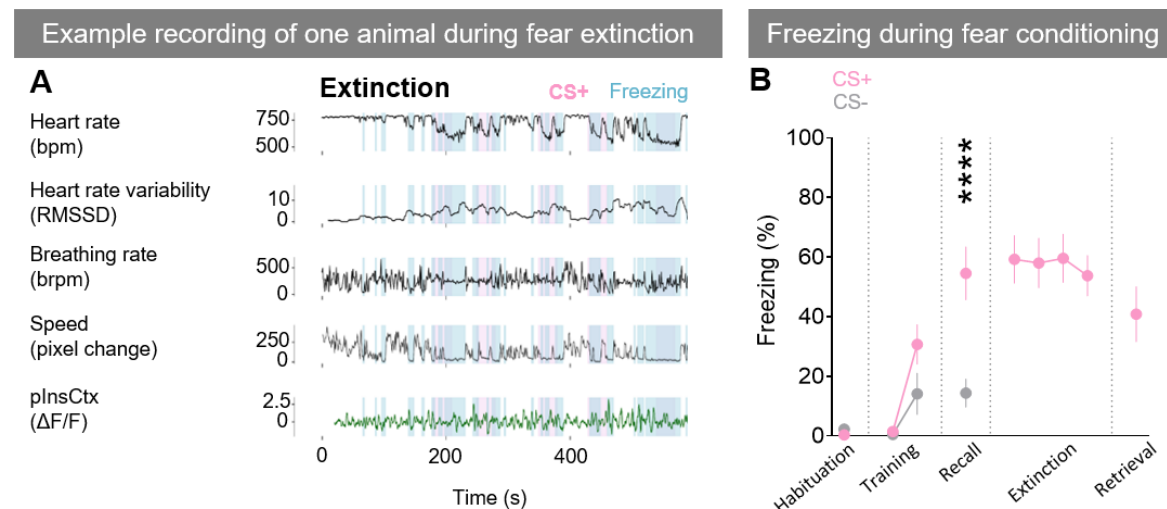 Example recording of one animal during fear extinction
Freezing during fear conditioning
A
Extinction
CS+
Freezing
Heart rate
(bpm)
750
500
Heart rate variability
(RMSSD)
10
0
Breathing rate
(brpm)
500
0
Speed
(pixel change)
250
0
pInsCtx
(ΔF/F)
2.5
0
0
200
400
Time (s)
B
CS+
CS-
Freezing (%)
100
80
60
40
20
0
****
Habituation
Training
Recall
Extinction
Retrieval